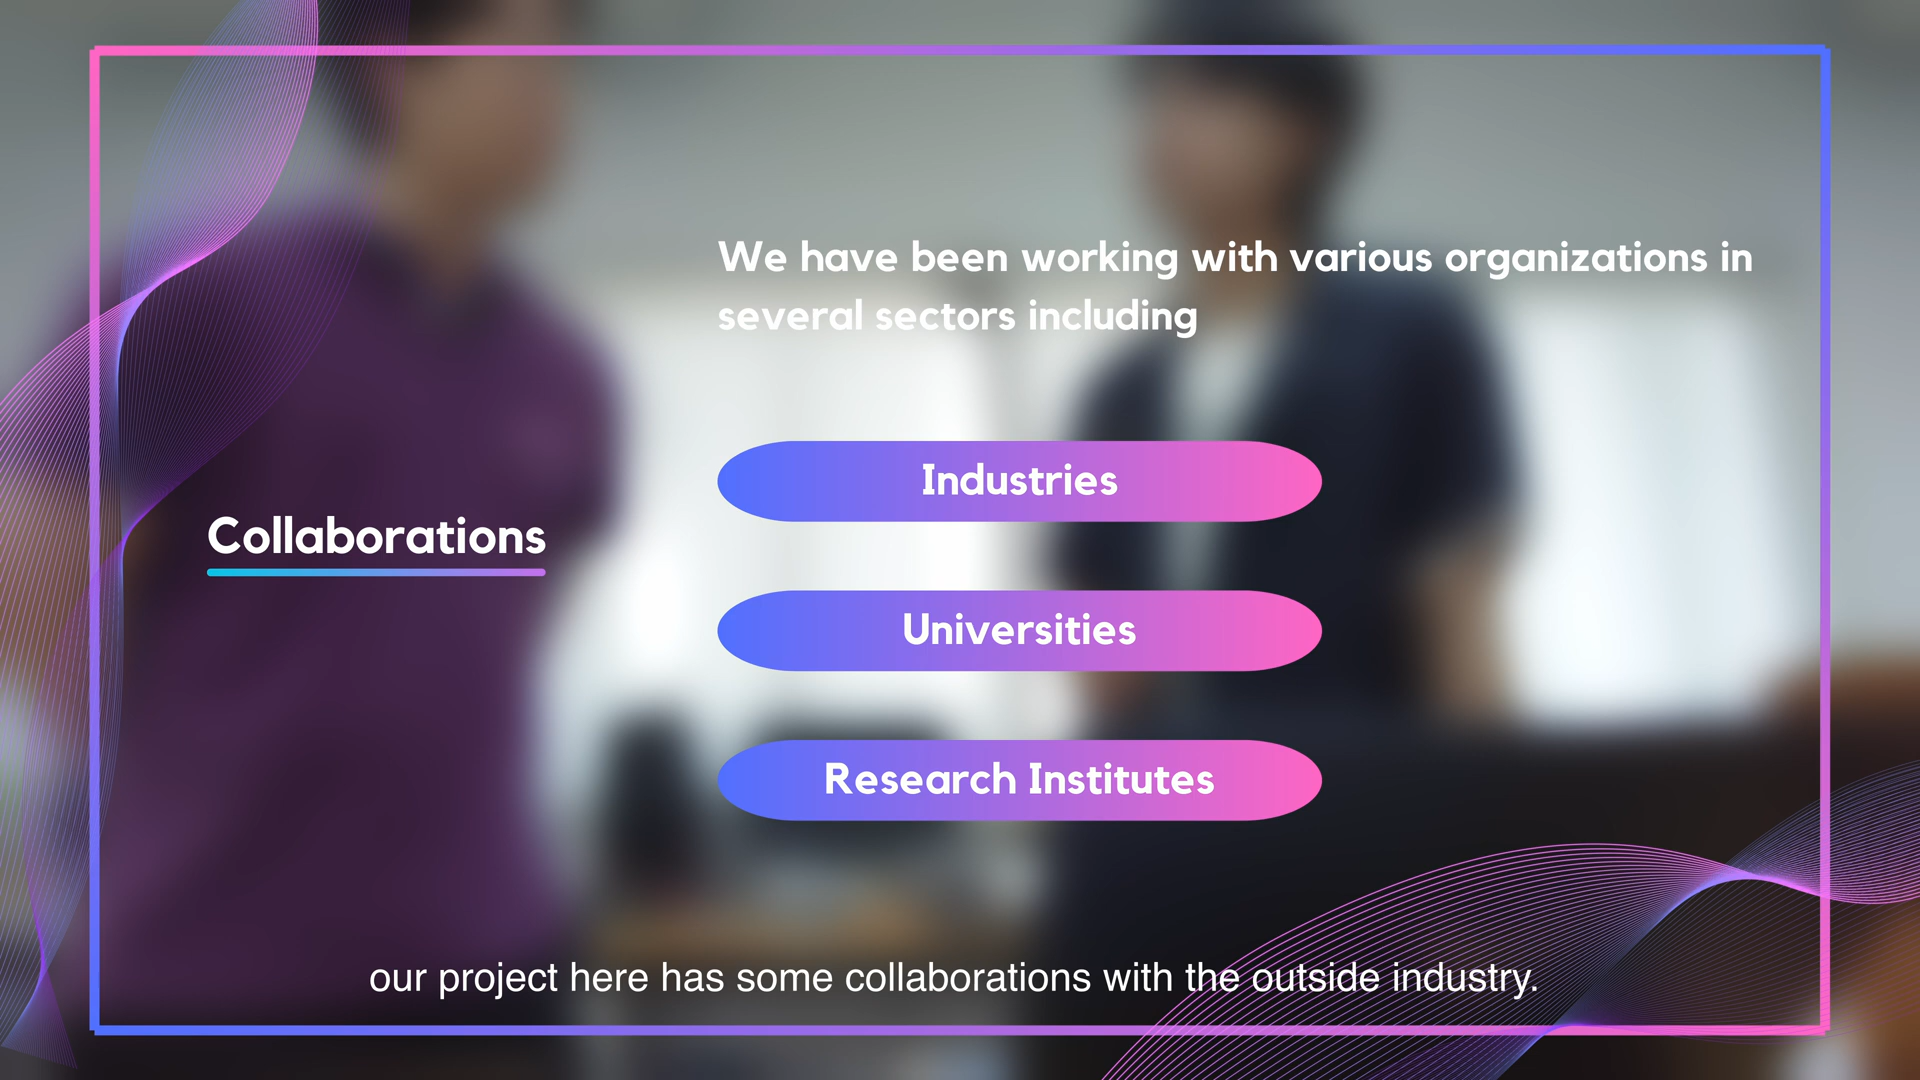 We have been working with various organizations in
several sectors including
Industries
Collaborations
Universities
Research Institutes
our project here has some collaborations with the outside industry.